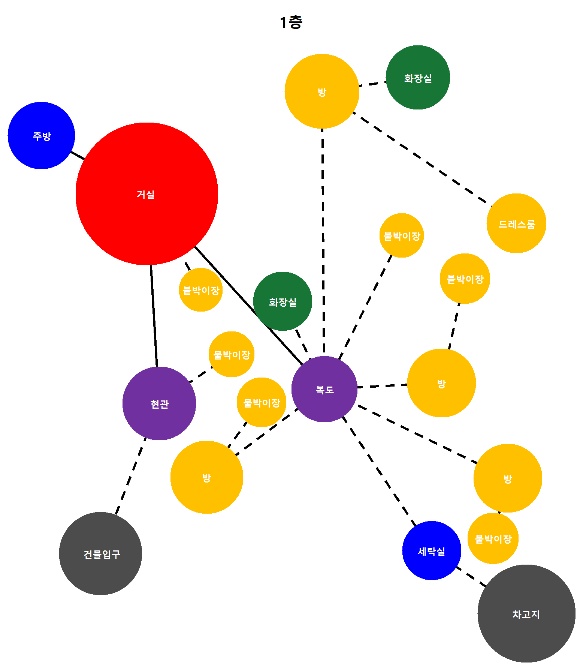 1층
방
화장실
주방
거실
드레스룸
붙박이장
붙박이장
붙박이장
화장실
붙박이장
방
복도
붙박이장
현관
방
방
붙박이장
세탁실
건물입구
차고지